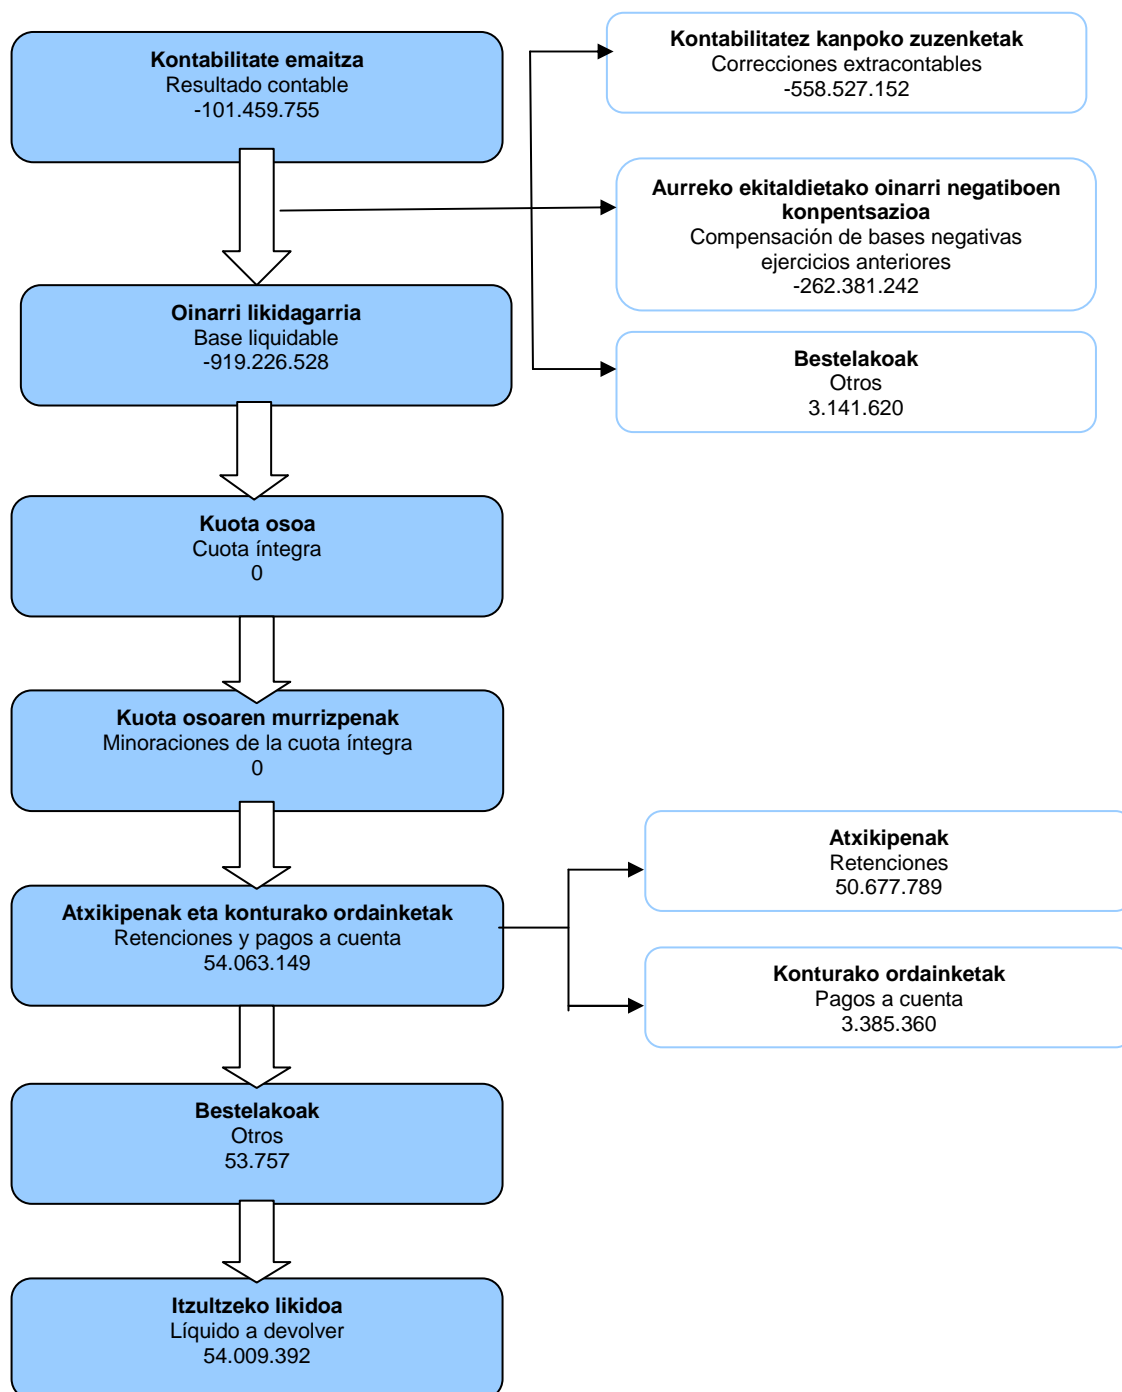 Kontabilitate emaitza
Resultado contable
-101.459.755
Kontabilitatez kanpoko zuzenketak
Correcciones extracontables
-558.527.152
Aurreko ekitaldietako oinarri negatiboen
konpentsazioa
Compensación de bases negativas
ejercicios anteriores
-262.381.242
Oinarri likidagarria
Base liquidable
-919.226.528
Bestelakoak
Otros
3.141.620
Kuota osoa
Cuota íntegra
0
Kuota osoaren murrizpenak
Minoraciones de la cuota íntegra
0
Atxikipenak
Retenciones
50.677.789
Atxikipenak eta konturako ordainketak
Retenciones y pagos a cuenta
54.063.149
Konturako ordainketak
Pagos a cuenta
3.385.360
Bestelakoak
Otros
53.757
Itzultzeko likidoa
Líquido a devolver
54.009.392